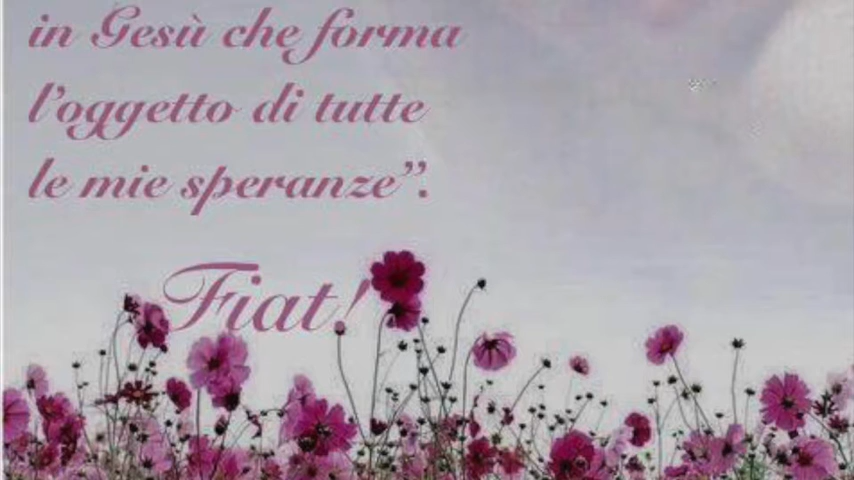 in Gesù che forma
l'oggetto di tutte
le mie speranze”.
Fiat!